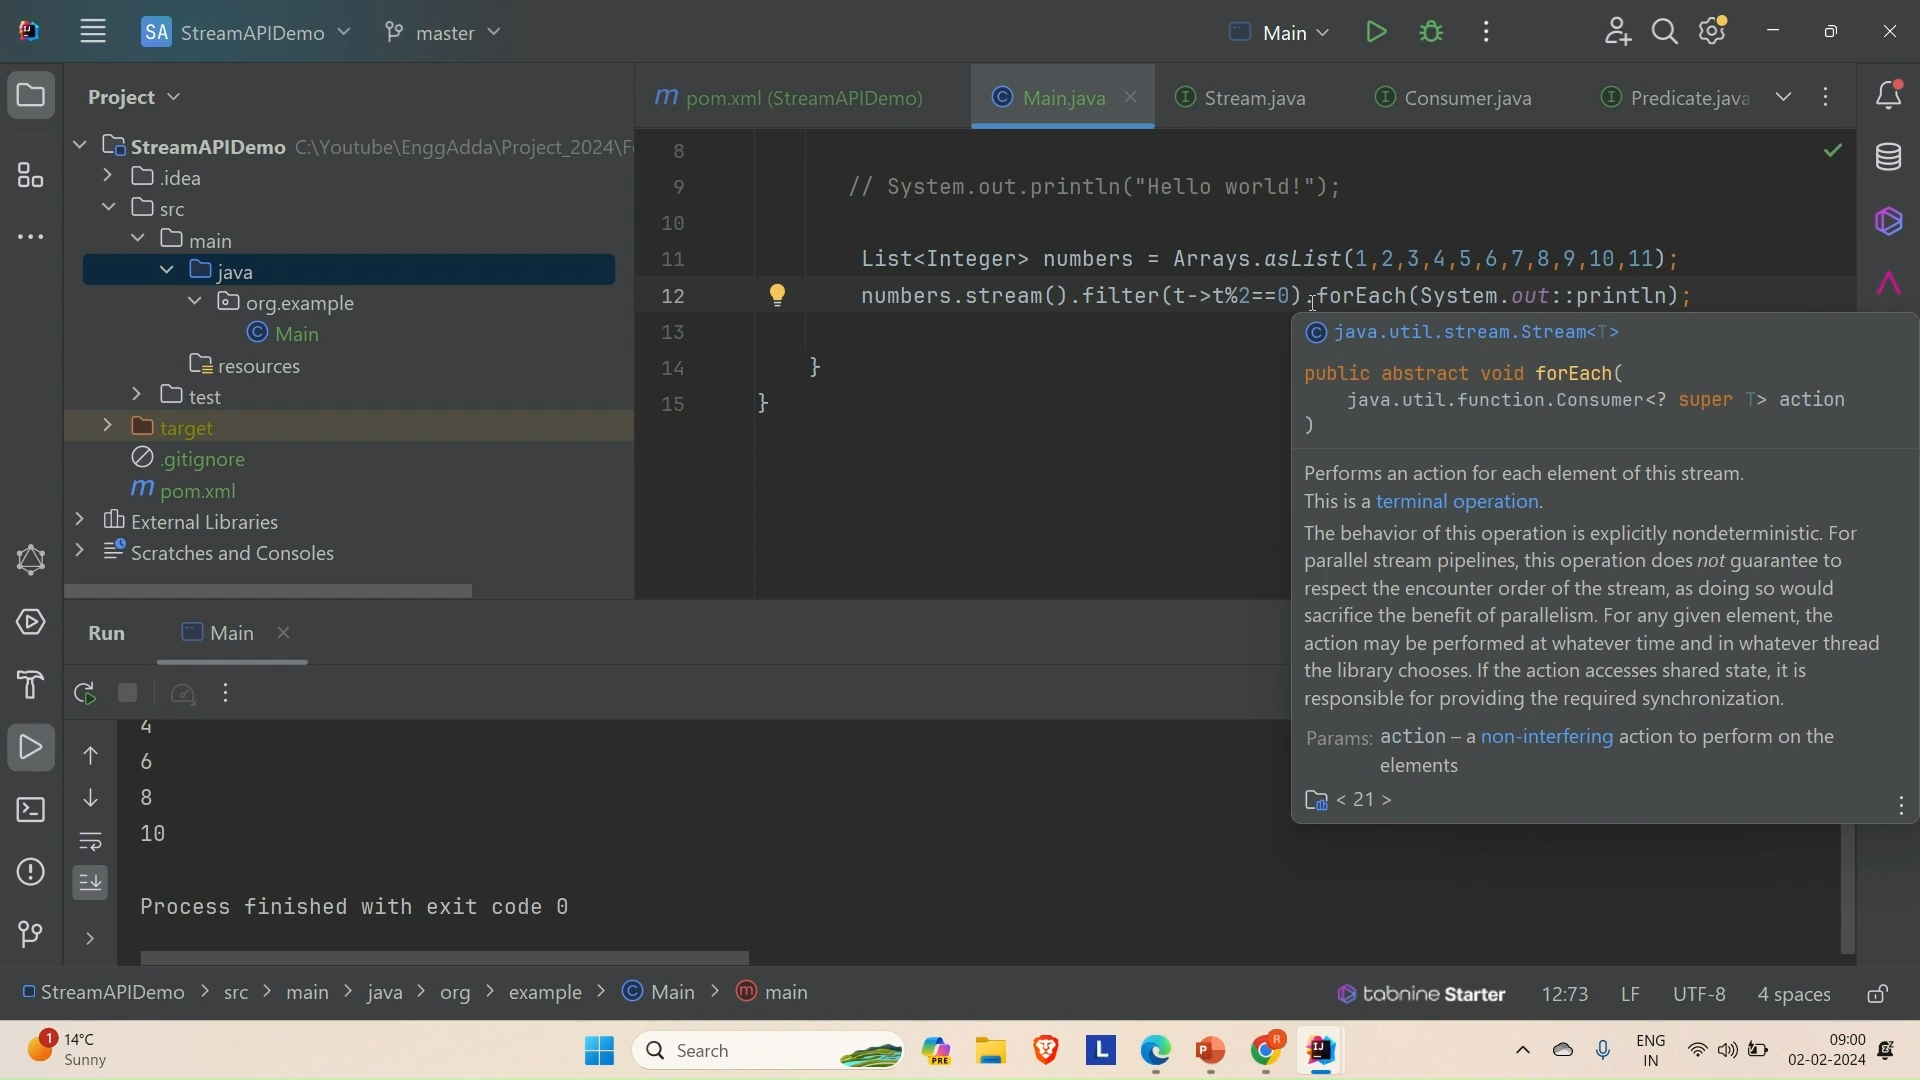 SA StreamAPIDemo master Main
Project
pom.xml (StreamAPIDemo) Main.java Stream.java Consumer.java Predicate.java
StreamAPIDemo C:\Youtube\EnggAdda\Project_2024\F
.idea
src
main
java
org.example
Main
resources
test
target
.gitignore
pom.xml
External Libraries
Scratches and Consoles
8
9 // System.out.println("Hello world!");
10
11 List<Integer> numbers = Arrays.asList(1,2,3,4,5,6,7,8,9,10,11);
12 numbers.stream().filter(t->t%2==0).forEach(System.out::println);
13
14 }
15 }
java.util.stream.Stream<T>
public abstract void forEach(
java.util.function.Consumer<? super T> action
)
Performs an action for each element of this stream.
This is a terminal operation.
The behavior of this operation is explicitly nondeterministic. For
parallel stream pipelines, this operation does not guarantee to
respect the encounter order of the stream, as doing so would
sacrifice the benefit of parallelism. For any given element, the
action may be performed at whatever time and in whatever thread
the library chooses. If the action accesses shared state, it is
responsible for providing the required synchronization.
Params: action – a non-interfering action to perform on the
elements
< 21 >
Run Main
4
6
8
10
Process finished with exit code 0
StreamAPIDemo > src > main > java > org > example > Main > main
tabnine Starter 12:73 LF UTF-8 4 spaces
1 14°C
Sunny
Search
PRE
L
ENG
IN
09:00
02-02-2024